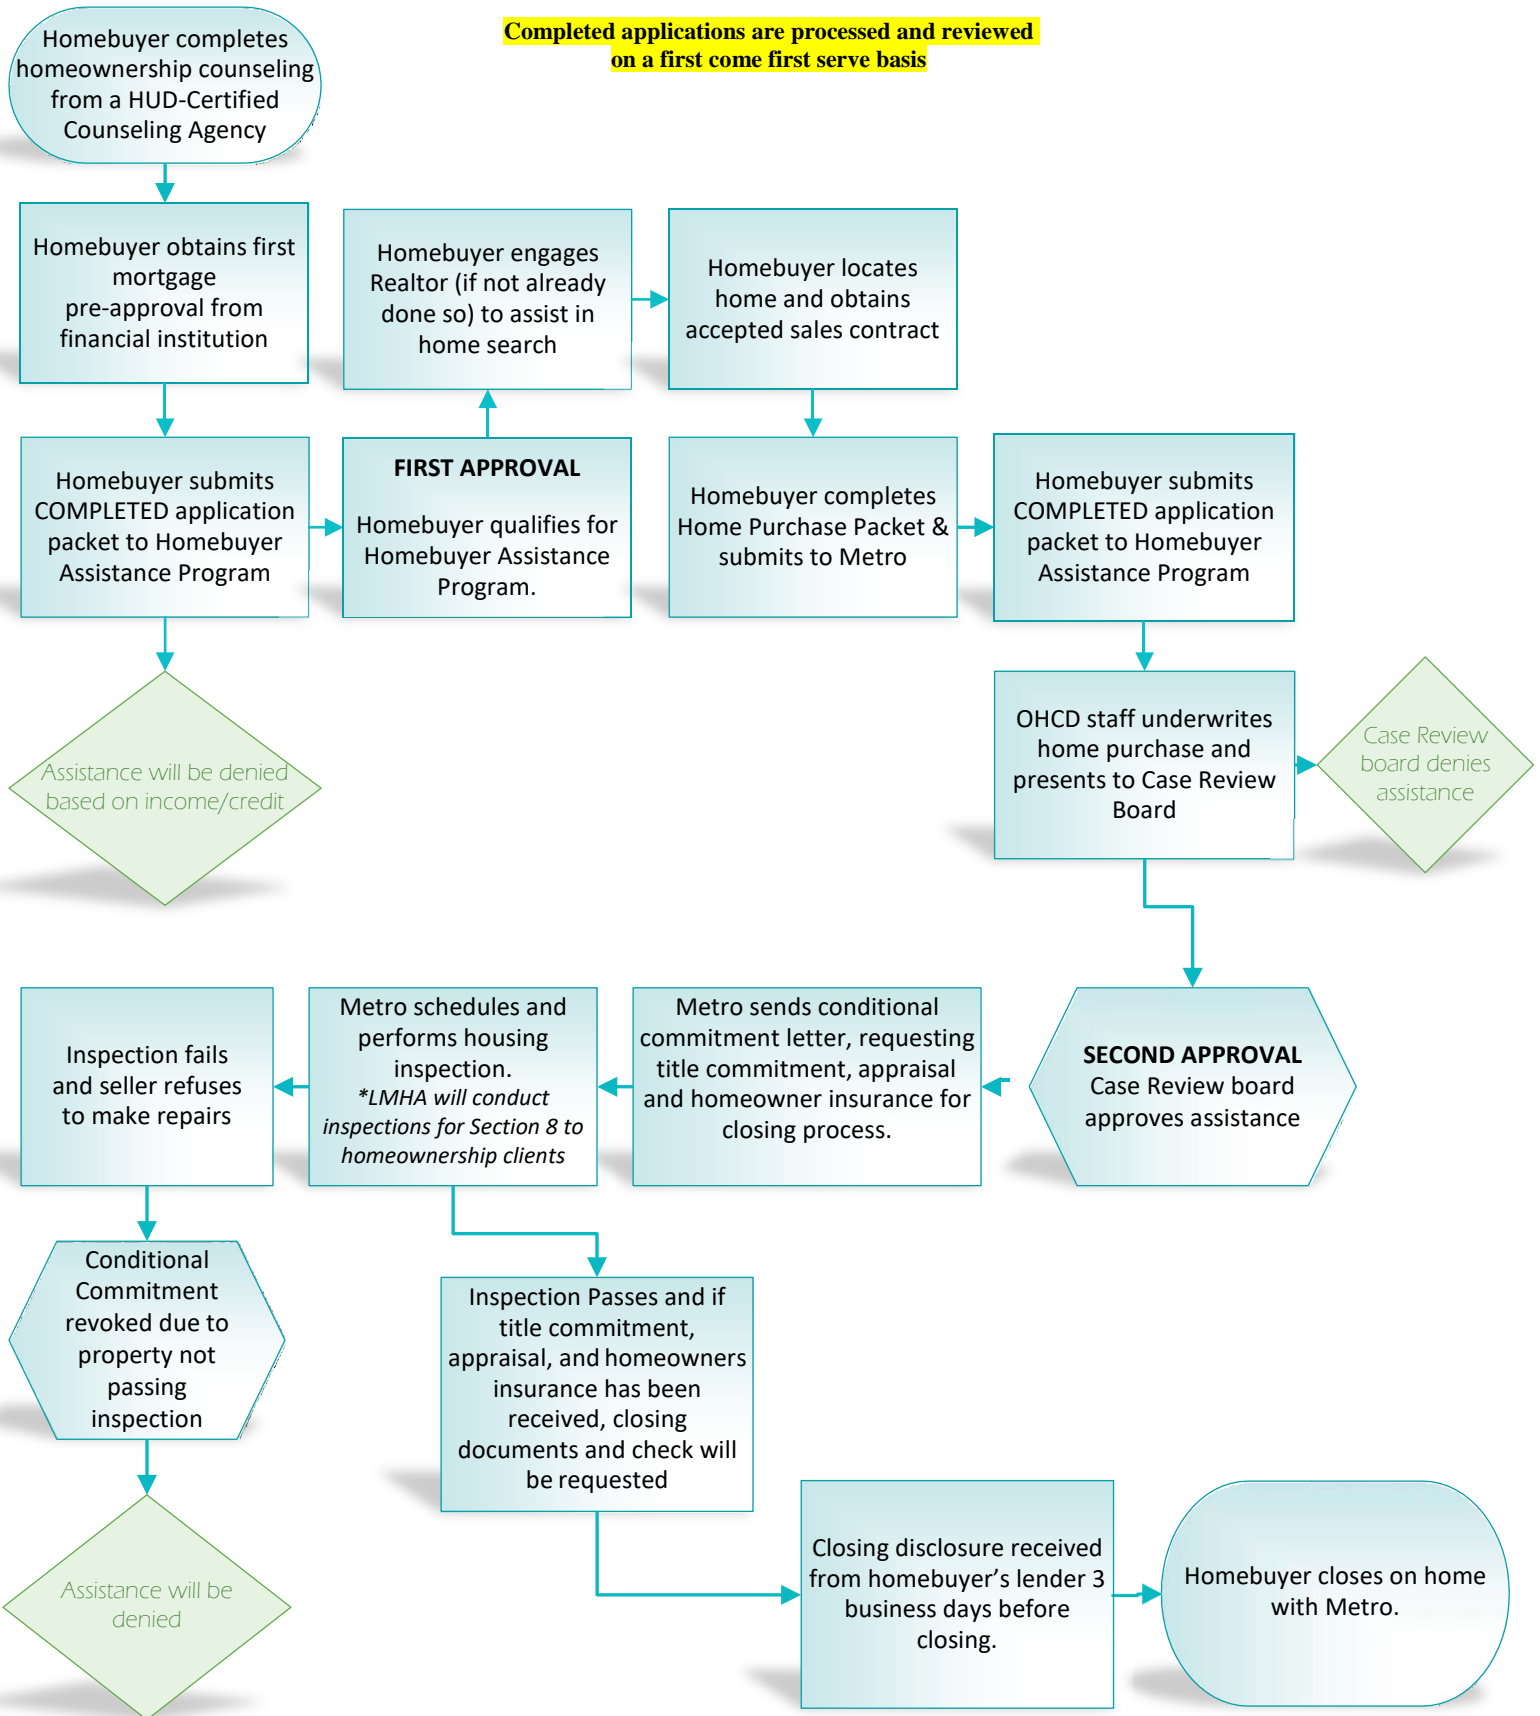 Completed applications are processed and reviewed
on a first come first serve basis
Homebuyer completes
homeownership counseling
from a HUD-Certified
Counseling Agency
Homebuyer obtains first
mortgage
pre-approval from
financial institution
Homebuyer submits
COMPLETED application
packet to Homebuyer
Assistance Program
Assistance will be denied
based on income/credit
FIRST APPROVAL
Homebuyer qualifies for
Homebuyer Assistance
Program.
Homebuyer engages
Realtor (if not already
done so) to assist in
home search
Homebuyer locates
home and obtains
accepted sales contract
Homebuyer completes
Home Purchase Packet &
submits to Metro
Homebuyer submits
COMPLETED application
packet to Homebuyer
Assistance Program
OHCD staff underwrites
home purchase and
presents to Case Review
Board
Case Review
board denies
assistance
SECOND APPROVAL
Case Review board
approves assistance
Metro sends conditional
commitment letter, requesting
title commitment, appraisal
and homeowner insurance for
closing process.
Metro schedules and
performs housing
inspection.
*LMHA will conduct
inspections for Section 8 to
homeownership clients
Inspection fails
and seller refuses
to make repairs
Conditional
Commitment
revoked due to
property not
passing
inspection
Assistance will be
denied
Inspection Passes and if
title commitment,
appraisal, and homeowners
insurance has been
received, closing
documents and check will
be requested
Closing disclosure received
from homebuyer’s lender 3
business days before
closing.
Homebuyer closes on home
with Metro.